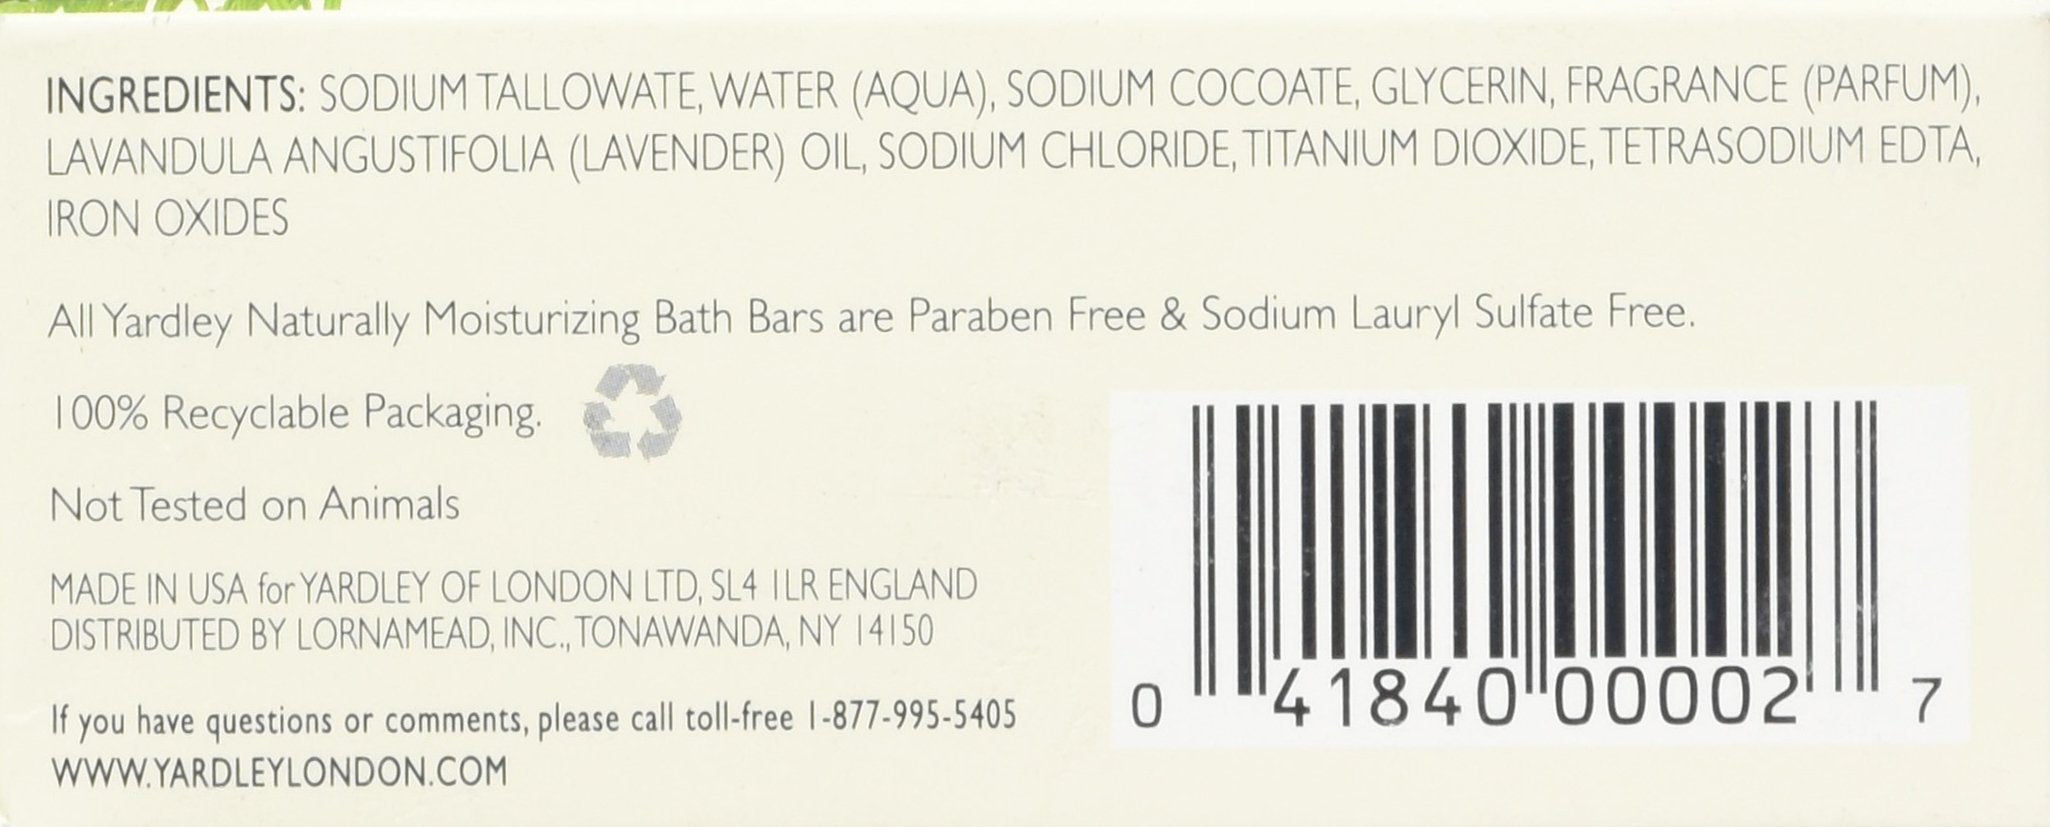 INGREDIENTS: SODIUM TALLOWATE, WATER (AQUA), SODIUM COCOATE, GLYCERIN, FRAGRANCE (PARFUM),
LAVANDULA ANGUSTIFOLIA (LAVENDER) OIL, SODIUM CHLORIDE, TITANIUM DIOXIDE, TETRASODIUM EDTA,
IRON OXIDES
All Yardley Naturally Moisturizing Bath Bars are Paraben Free & Sodium Lauryl Sulfate Free.
100% Recyclable Packaging.
Not Tested on Animals
MADE IN USA for YARDLEY OF LONDON LTD, SL4 1LR ENGLAND
DISTRIBUTED BY LORNAMEAD, INC., TONAWANDA, NY 14150
If you have questions or comments, please call toll-free 1-877-995-5405
WWW.YARDLEYLONDON.COM
0 41840 00002 7